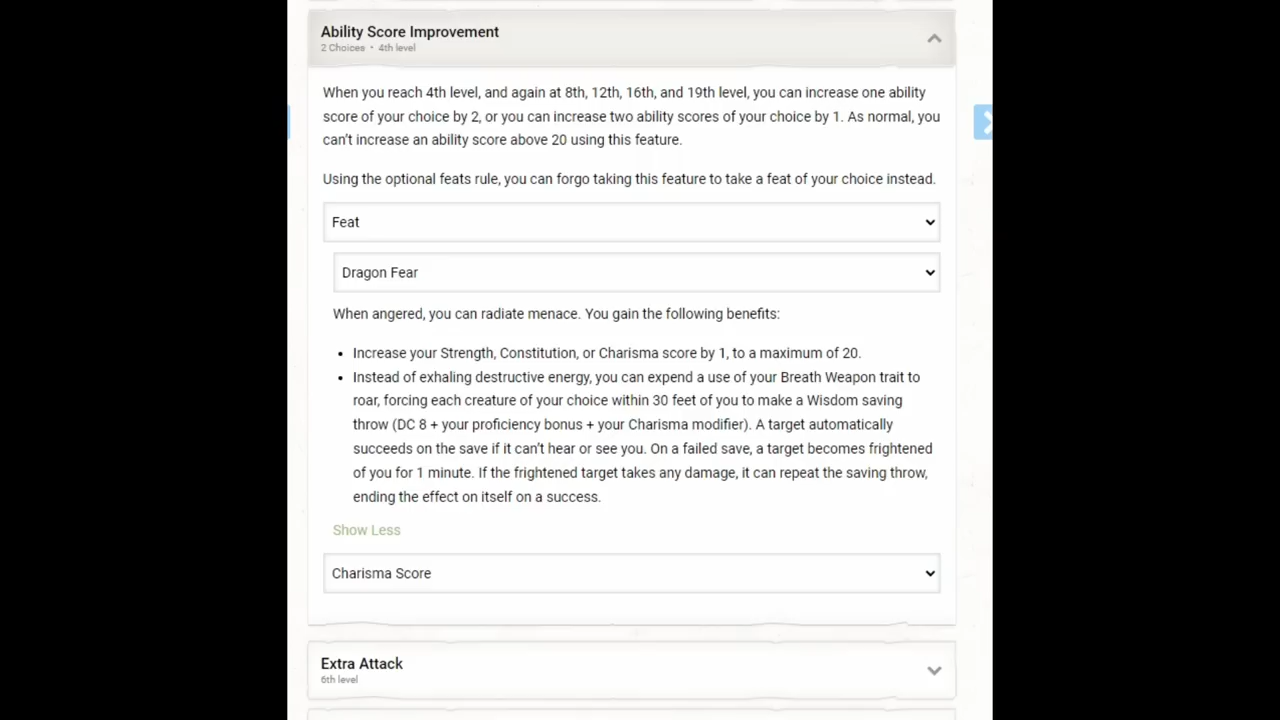 Ability Score Improvement
2 Choices • 4th level
When you reach 4th level, and again at 8th, 12th, 16th, and 19th level, you can increase one ability
score of your choice by 2, or you can increase two ability scores of your choice by 1. As normal, you
can't increase an ability score above 20 using this feature.
Using the optional feats rule, you can forgo taking this feature to take a feat of your choice instead.
Feat
Dragon Fear
When angered, you can radiate menace. You gain the following benefits:
• Increase your Strength, Constitution, or Charisma score by 1, to a maximum of 20.
• Instead of exhaling destructive energy, you can expend a use of your Breath Weapon trait to
roar, forcing each creature of your choice within 30 feet of you to make a Wisdom saving
throw (DC 8 + your proficiency bonus + your Charisma modifier). A target automatically
succeeds on the save if it can't hear or see you. On a failed save, a target becomes frightened
of you for 1 minute. If the frightened target takes any damage, it can repeat the saving throw,
ending the effect on itself on a success.
Show Less
Charisma Score
Extra Attack
6th level